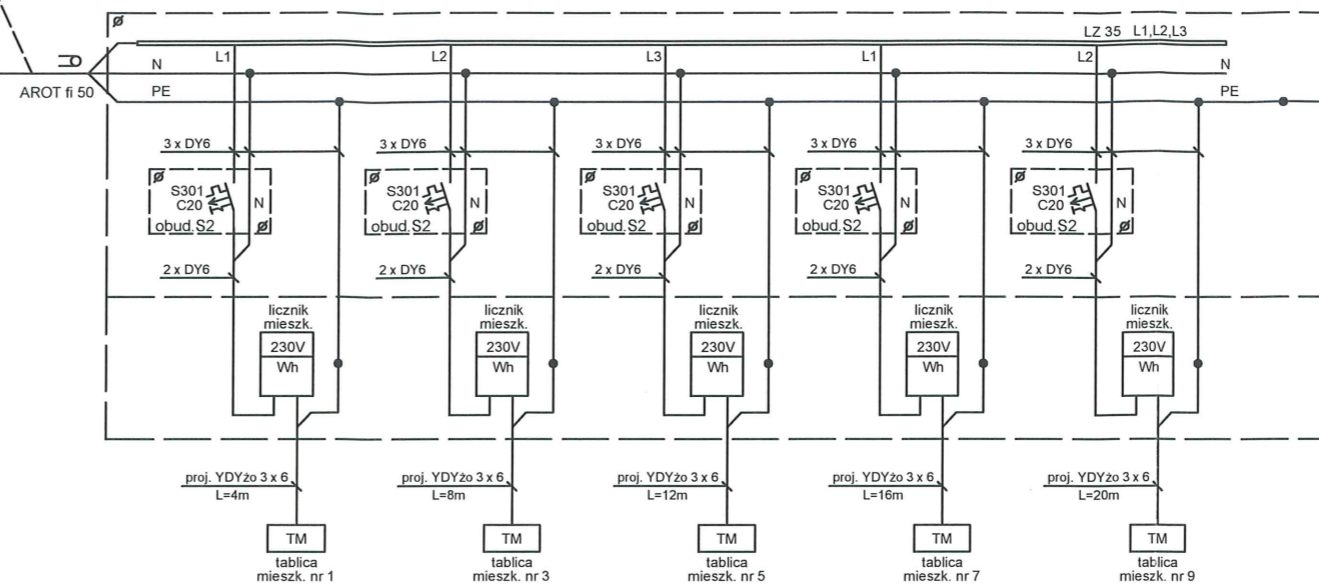 LZ 35 L1,L2,L3
L1 L2 L3 L1 L2
N N
AROT fi 50 PE PE
3 x DY6 3 x DY6 3 x DY6 3 x DY6 3 x DY6
S301 S301 S301 S301 S301
C20 N C20 N C20 N C20 N C20 N
obud.S2 obud.S2 obud.S2 obud.S2 obud.S2
2 x DY6 2 x DY6 2 x DY6 2 x DY6 2 x DY6
licznik licznik licznik licznik licznik
mieszk. mieszk. mieszk. mieszk. mieszk.
230V 230V 230V 230V 230V
Wh Wh Wh Wh Wh
proj. YDYżo 3 x 6 proj. YDYżo 3 x 6 proj. YDYżo 3 x 6 proj. YDYżo 3 x 6 proj. YDYżo 3 x 6
L=4m L=8m L=12m L=16m L=20m
TM TM TM TM TM
tablica tablica tablica tablica tablica
mieszk. nr 1 mieszk. nr 3 mieszk. nr 5 mieszk. nr 7 mieszk. nr 9